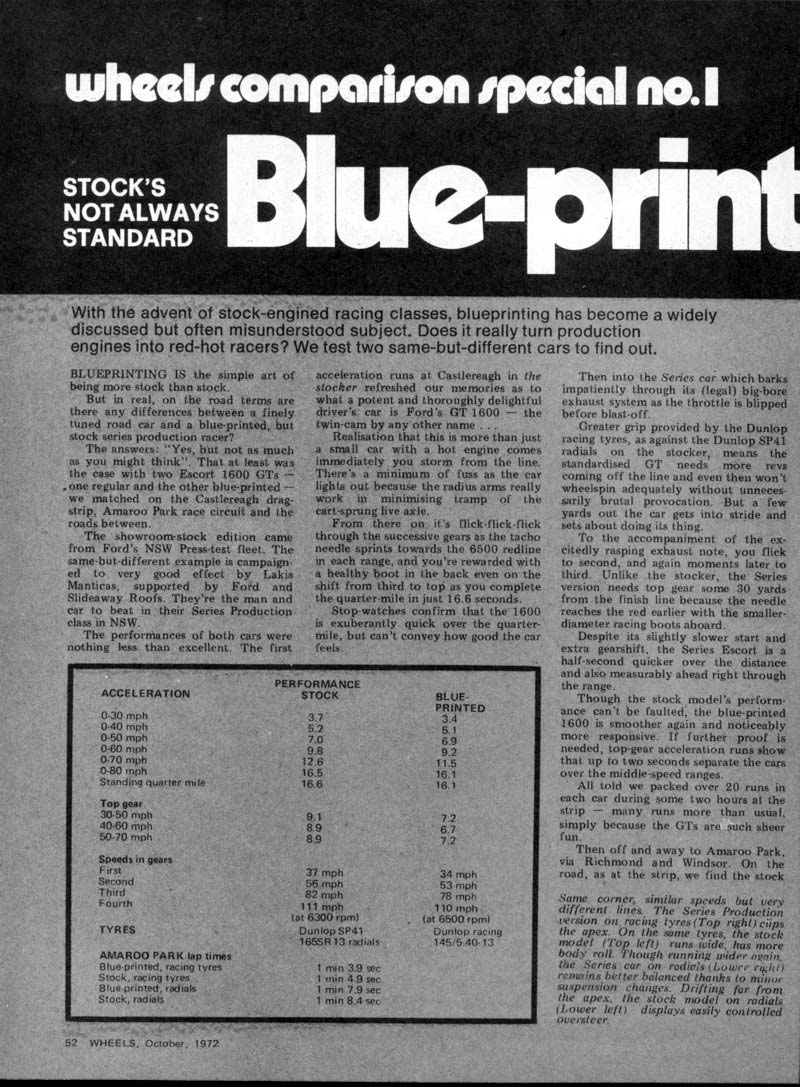 wheels comparison special no.1
STOCK'S
NOT ALWAYS
STANDARD
Blue-print
With the advent of stock-engined racing classes, blueprinting has become a widely
discussed but often misunderstood subject. Does it really turn production
engines into red-hot racers? We test two same-but-different cars to find out.
BLUEPRINTING IS the simple art of
being more stock than stock.
But in real, on the road terms are
there any differences between a finely
tuned road car and a blue-printed, but
stock series production racer?
The answers: "Yes, but not as much
as you might think". That at least was
the case with two Escort 1600 GTs —
one regular and the other blue-printed —
we matched on the Castlereagh drag-
strip, Amaroo Park race circuit and the
roads between.
The showroom-stock edition came
from Ford's NSW Press-test fleet. The
same-but-different example is campaign-
ed to very good effect by Lakis
Manticas, supported by Ford and
Slideaway Roofs. They're the man and
car to beat in their Series Production
class in NSW.
The performances of both cars were
nothing less than excellent. The first
acceleration runs at Castlereagh in the
stocker refreshed our memories as to
what a potent and thoroughly delightful
driver's car is Ford's GT 1600 — the
twin-cam by any other name . . .
Realisation that this is more than just
a small car with a hot engine comes
immediately you storm from the line.
There's a minimum of fuss as the car
lights out because the radius arms really
work in minimising tramp of the
cart-sprung live axle.
From there on it's flick-flick-flick
through the successive gears as the tacho
needle sprints towards the 6500 redline
in each range, and you're rewarded with
a healthy boot in the back even on the
shift from third to top as you complete
the quarter-mile in just 16.6 seconds.
Stop-watches confirm that the 1600
is exuberantly quick over the quarter-
mile, but can't convey how good the car
feels.
Then into the Series car which barks
impatiently through its (legal) big-bore
exhaust system as the throttle is blipped
before blast-off.
Greater grip provided by the Dunlop
racing tyres, as against the Dunlop SP41
radials on the stocker, means the
standardised GT needs more revs
coming off the line and even then won't
wheelspin adequately without unneces-
sarily brutal provocation. But a few
yards out the car gets into stride and
sets about doing its thing.
To the accompaniment of the ex-
citedly rasping exhaust note, you flick
to second, and again moments later to
third. Unlike the stocker, the Series
version needs top gear some 30 yards
from the finish line because the needle
reaches the red earlier with the smaller-
diameter racing boots aboard.
Despite its slightly slower start and
extra gearshift, the Series Escort is a
half-second quicker over the distance
and also measurably ahead right through
the range.
Though the stock model's perform-
ance can't be faulted, the blue-printed
1600 is smoother again and noticeably
more responsive. If further proof is
needed, top-gear acceleration runs show
that up to two seconds separate the cars
over the middle-speed ranges.
All told we packed over 20 runs in
each car during some two hours at the
strip — many runs more than usual,
simply because the GTs are such sheer
fun.
Then off and away to Amaroo Park,
via Richmond and Windsor. On the
road, as at the strip, we find the stock
Same corner, similar speeds but very
different lines. The Series Production
version on racing tyres (Top right) clips
the apex. On the same tyres, the stock
model (Top left) runs wide, has more
body roll. Though running wider again,
the Series car on radials (Lower right)
remains better balanced thanks to minor
suspension changes. Drifting far from
the apex, the stock model on radials
(Lower left) displays easily controlled
oversteer.
PERFORMANCE
ACCELERATION STOCK BLUE-
PRINTED
0-30 mph 3.7 3.4
0-40 mph 5.2 5.1
0-50 mph 7.0 6.9
0-60 mph 9.8 9.2
0-70 mph 12.6 11.5
0-80 mph 16.5 16.1
Standing quarter mile 16.6 16.1
Top gear
30-50 mph 9.1 7.2
40-60 mph 8.9 6.7
50-70 mph 8.9 7.2
Speeds in gears
First 37 mph 34 mph
Second 56 mph 53 mph
Third 82 mph 78 mph
Fourth 111 mph 110 mph
(at 6300 rpm) (at 6500 rpm)
TYRES Dunlop SP41 Dunlop racing
165SR 13 radials 145/5.40-13
AMAROO PARK lap times
Blue-printed, racing tyres 1 min 3.9 sec
Stock, racing tyres 1 min 4.9 sec
Blue-printed, radials 1 min 7.9 sec
Stock, radials 1 min 8.4 sec
52 WHEELS, October, 1972